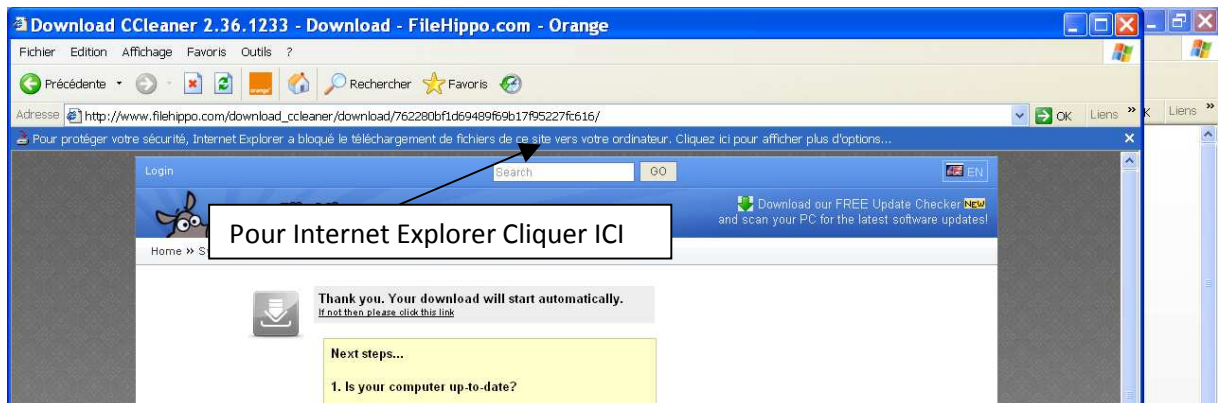 Download CCleaner 2.36.1233 - Download - FileHippo.com - Orange
Fichier Edition Affichage Favoris Outils ?
Précédente Rechercher Favoris
Adresse http://www.filehippo.com/download_ccleaner/download/762280bf1d69489f69b17f95227fc616/ OK Liens » K Liens »
Pour protéger votre sécurité, Internet Explorer a bloqué le téléchargement de fichiers de ce site vers votre ordinateur. Cliquez ici pour afficher plus d'options...
Login Search GO EN
Download our FREE Update Checker NEW
and scan your PC for the latest software updates!
Pour Internet Explorer Cliquer ICI
Home »
Thank you. Your download will start automatically.
If not then please click this link
Next steps...
1. Is your computer up-to-date?